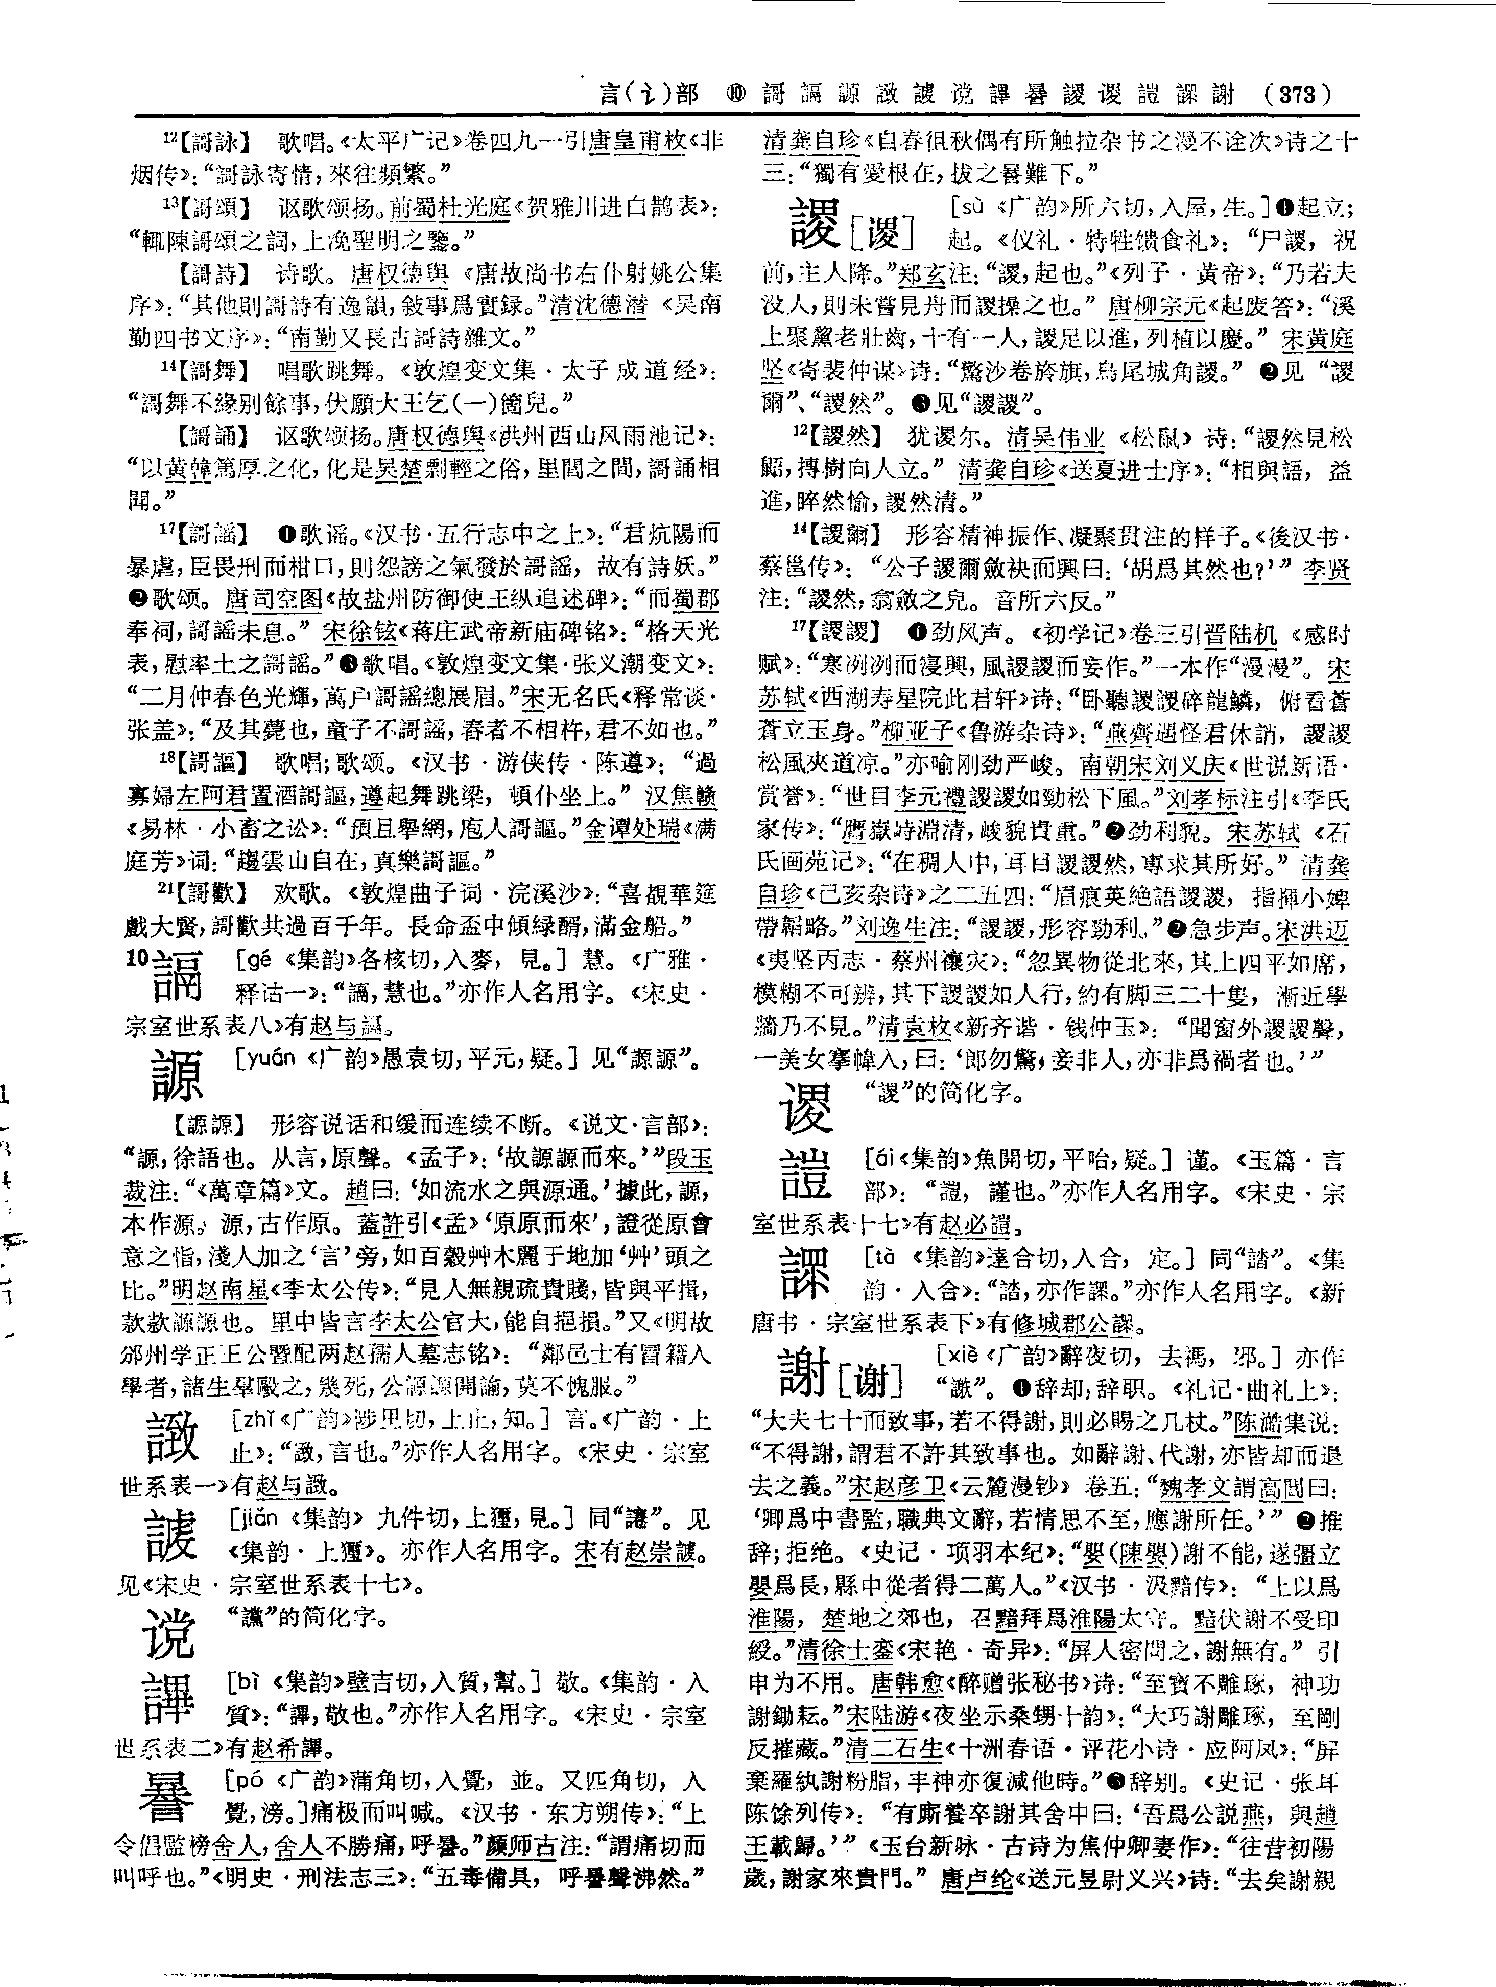 言(讠)部 ⑩ 謌𧪞謜𧪡𧪰谠𧪤謈謖谡𧪚𧪟謝 (373)
12【謌詠】 歌唱。《太平广记》卷四九一引唐皇甫枚《非
烟传》：“謌詠寄情，來往頻繁。”
13【謌頌】 讴歌颂扬。前蜀杜光庭《贺雅川进白鹊表》：
“輒陳謌頌之詞，上浼聖明之鑒。”
【謌詩】 诗歌。唐权德舆《唐故尚书右仆射姚公集
序》：“其他則謌詩有逸韻，敍事爲實録。”清沈德潜《吴南
勤四书文序》：“南勤又長古謌詩雜文。”
14【謌舞】 唱歌跳舞。《敦煌变文集·太子成道经》：
“謌舞不緣别餘事，伏願大王乞(一)箇兒。”
【謌誦】 讴歌颂扬。唐权德舆《洪州西山风雨池记》：
“以黄韓篤厚之化，化是吴楚剽輕之俗，里閭之間，謌誦相
聞。”
17【謌謡】 ❶歌谣。《汉书·五行志中之上》：“君炕陽而
暴虐，臣畏刑而柑口，則怨謗之氣發於謌謡，故有詩妖。”
❷歌颂。唐司空图《故盐州防御使王纵追述碑》：“而蜀郡
奉祠，謌謡未息。”宋徐铉《蒋庄武帝新庙碑铭》：“格天光
表，慰率土之謌謡。”❸歌唱。《敦煌变文集·张义潮变文》：
“二月仲春色光輝，萬户謌謡總展眉。”宋无名氏《释常谈·
张盖》：“及其薨也，童子不謌謡，舂者不相杵，君不如也。”
18【謌謳】 歌唱；歌颂。《汉书·游侠传·陈遵》：“過
寡婦左阿君置酒謌謳，遵起舞跳梁，頓仆坐上。”汉焦赣
《易林·小畜之讼》：“預且舉網，庖人謌謳。”金谭处瑞《满
庭芳》词：“趨雲山自在，真樂謌謳。”
21【謌歡】 欢歌。《敦煌曲子词·浣溪沙》：“喜覩華筵
戲大賢，謌歡共過百千年。長命盃中傾緑醑，滿金船。”
10 𧪞 [gé《集韵》各核切，入麥，見。] 慧。《广雅·
释诂一》：“𧪞，慧也。”亦作人名用字。《宋史·
宗室世系表八》有赵与𧪞。
謜 [yuán《广韵》愚袁切，平元，疑。] 见“謜謜”。
【謜謜】 形容说话和缓而连续不断。《说文·言部》：
“謜，徐語也。从言，原聲。《孟子》：‘故謜謜而來。’”段玉
裁注：“《萬章篇》文。趙曰：‘如流水之與源通。’據此，謜，
本作源。源，古作原。蓋許引《孟》‘原原而來’，證從原會
意之恉，淺人加之‘言’旁，如百穀艸木麗于地加‘艸’頭之
比。”明赵南星《李太公传》：“見人無親疏貴賤，皆與平揖，
款款謜謜也。里中皆言李太公官大，能自挹損。”又《明故
邠州学正王公暨配两赵孺人墓志铭》：“鄰邑士有冒籍入
學者，諸生羣毆之，幾死，公謜謜開諭，莫不愧服。”
[zhǐ《广韵》陟里切，上止，知。] 言。《广韵·上
止》：“，言也。”亦作人名用字。《宋史·宗室
世系表一》有赵与。
[jiǎn《集韵》九件切，上獮，見。] 同“讂”。见
《集韵·上獮》。亦作人名用字。宋有赵崇。
见《宋史·宗室世系表十七》。
谠 “讜”的简化字。
[bì《集韵》壁吉切，入質，幫。] 敬。《集韵·入
質》：“，敬也。”亦作人名用字。《宋史·宗室
世系表二》有赵希。
謈 [pó《广韵》蒲角切，入覺，並。又匹角切，入
覺，滂。]痛极而叫喊。《汉书·东方朔传》：“上
令倡監榜舍人，舍人不勝痛，呼謈。”颜师古注：“謂痛切而
叫呼也。”《明史·刑法志三》：“五毒備具，呼謈聲沸然。”
清龚自珍《自春徂秋偶有所触拉杂书之漫不诠次》诗之十
三：“獨有愛根在，拔之謈難下。”
謖[谡] [sù《广韵》所六切，入屋，生。]❶起立；
起。《仪礼·特牲馈食礼》：“尸謖，祝
前，主人降。”郑玄注：“謖，起也。”《列子·黄帝》：“乃若夫
没人，則未嘗見舟而謖操之也。”唐柳宗元《起废答》：“溪
上聚黧老壯齒，十有一人，謖足以進，列植以慶。”宋黄庭
坚《寄裴仲谋》诗：“驚沙卷旍旗，烏尾城角謖。”❷见“謖
爾”、“謖然”。❸见“謖謖”。
12【謖然】 犹谡尔。清吴伟业《松鼠》诗：“謖然見松
鼯，摶樹向人立。”清龚自珍《送夏进士序》：“相與語，益
進，睟然愉，謖然清。”
14【謖爾】 形容精神振作、凝聚贯注的样子。《後汉书·
蔡邕传》：“公子謖爾斂袂而興曰：‘胡爲其然也？’”李贤
注：“謖然，翕斂之皃。音所六反。”
17【謖謖】 ❶劲风声。《初学记》卷三引晋陆机《感时
赋》：“寒冽冽而寖興，風謖謖而妄作。”一本作“漫漫”。宋
苏轼《西湖寿星院此君轩》诗：“卧聽謖謖碎龍鱗，俯看蒼
蒼立玉身。”柳亚子《鲁游杂诗》：“燕齊遇怪君休誚，謖謖
松風夾道凉。”亦喻刚劲严峻。南朝宋刘义庆《世说新语·
赏誉》：“世目李元禮謖謖如勁松下風。”刘孝标注引《李氏
家传》：“膺嶽峙淵清，峻貌貴重。”❷劲利貌。宋苏轼《石
氏画苑记》：“在稠人中，耳目謖謖然，專求其所好。”清龚
自珍《己亥杂诗》之二五四：“眉痕英絶語謖謖，指揮小婢
帶韜略。”刘逸生注：“謖謖，形容劲利。”❷急步声。宋洪迈
《夷坚丙志·蔡州禳灾》：“忽異物從北來，其上四平如席，
模糊不可辨，其下謖謖如人行，約有脚三二十隻，漸近學
牆乃不見。”清袁枚《新齐谐·钱仲玉》：“聞窗外謖謖聲，
一美女搴幃入，曰：‘郎勿驚，妾非人，亦非爲禍者也。’”
谡 “謖”的简化字。
[ái《集韵》魚開切，平咍，疑。] 谨。《玉篇·言
部》：“，謹也。”亦作人名用字。《宋史·宗
室世系表十七》有赵必。
[tà《集韵》達合切，入合，定。] 同“誻”。《集
韵·入合》：“誻，亦作。”亦作人名用字。《新
唐书·宗室世系表下》有修城郡公。
謝[谢] [xiè《广韵》辭夜切，去禡，邪。] 亦作
“”。❶辞却；辞职。《礼记·曲礼上》：
“大夫七十而致事，若不得謝，則必賜之几杖。”陈澔集说：
“不得謝，謂君不許其致事也。如辭謝、代謝，亦皆却而退
去之義。”宋赵彦卫《云麓漫钞》卷五：“魏孝文謂高閭曰：
‘卿爲中書監，職典文辭，若情思不至，應謝所任。’” ❷推
辞；拒绝。《史记·项羽本纪》：“嬰(陳嬰)謝不能，遂彊立
嬰爲長，縣中從者得二萬人。”《汉书·汲黯传》：“上以爲
淮陽，楚地之郊也，召黯拜爲淮陽太守。黯伏謝不受印
綬。”清徐士銮《宋艳·奇异》：“屏人密問之，謝無有。”引
申为不用。唐韩愈《醉赠张秘书》诗：“至寶不雕琢，神功
謝鋤耘。”宋陆游《夜坐示桑甥十韵》：“大巧謝雕琢，至剛
反摧藏。”清二石生《十洲春语·评花小诗·应阿凤》：“屏
棄羅紈謝粉脂，丰神亦復減他時。”❸辞别。《史记·张耳
陈馀列传》：“有廝養卒謝其舍中曰：‘吾爲公説燕，與趙
王載歸。’”《玉台新咏·古诗为焦仲卿妻作》：“往昔初陽
歲，謝家來貴門。”唐卢纶《送元昱尉义兴》诗：“去矣謝親